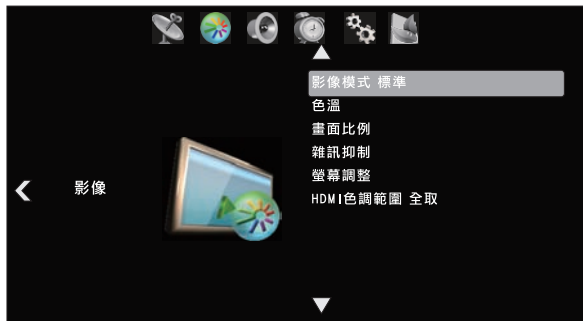 影像模式 標準
色溫
畫面比例
雜訊抑制
螢幕調整
影像
HDMI色調範圍 全取